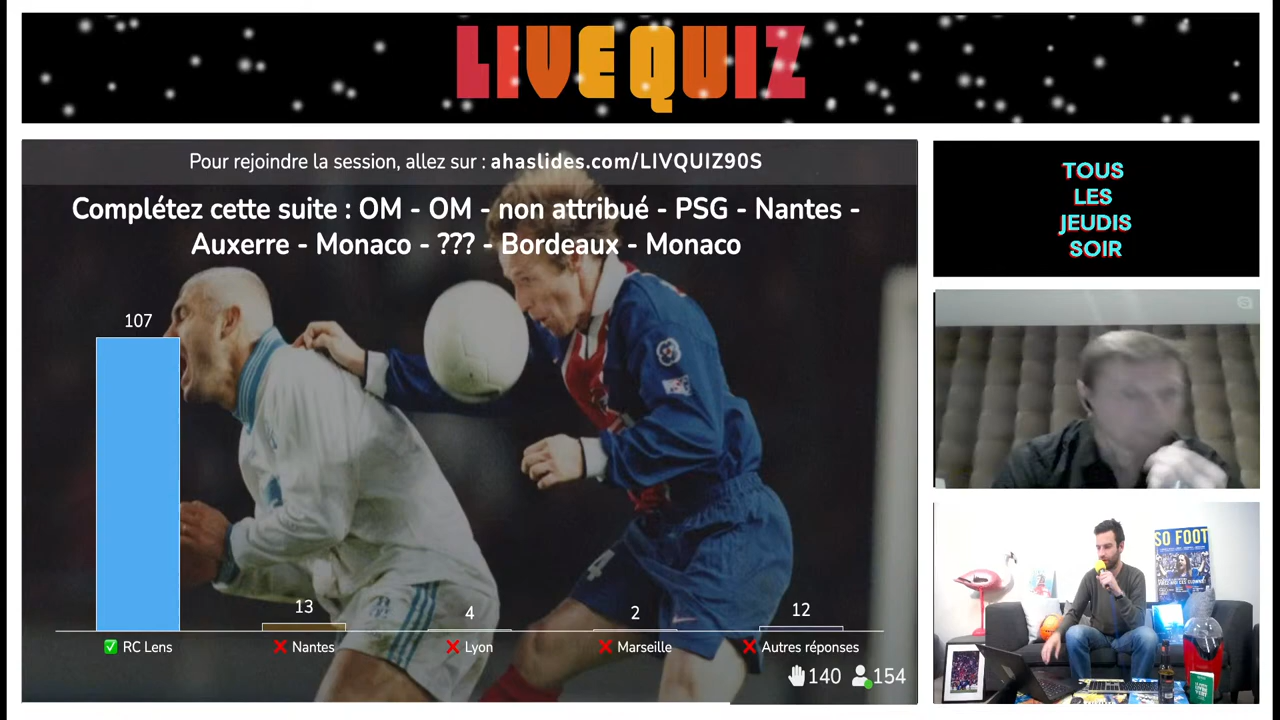 LIVE QUIZ
Pour rejoindre la session, allez sur : ahaslides.com/LIVQUIZ90S
Complétez cette suite : OM - OM - non attribué - PSG - Nantes -
Auxerre - Monaco - ??? - Bordeaux - Monaco
107
13
4
2
12
✅ RC Lens
❌ Nantes
❌ Lyon
❌ Marseille
❌ Autres réponses
140
154
TOUS
LES
JEUDIS
SOIR
SO FOOT
4